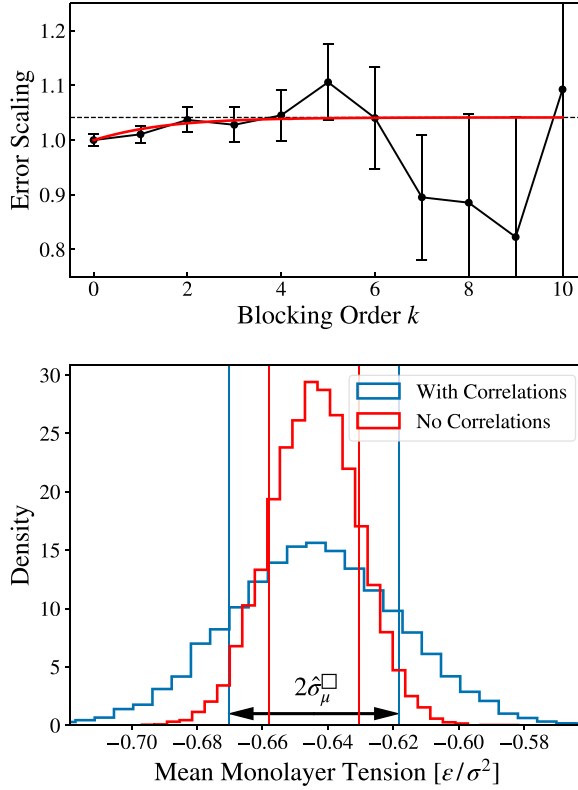 1.1
1.0
0.9
0.8
Error Scaling
0 2 4 6 8 10
Blocking Order k
30
25
20
15
10
5
0
Density
With Correlations
No Correlations
2σ̂μ□
−0.70 −0.68 −0.66 −0.64 −0.62 −0.60 −0.58
Mean Monolayer Tension [ε/σ²]